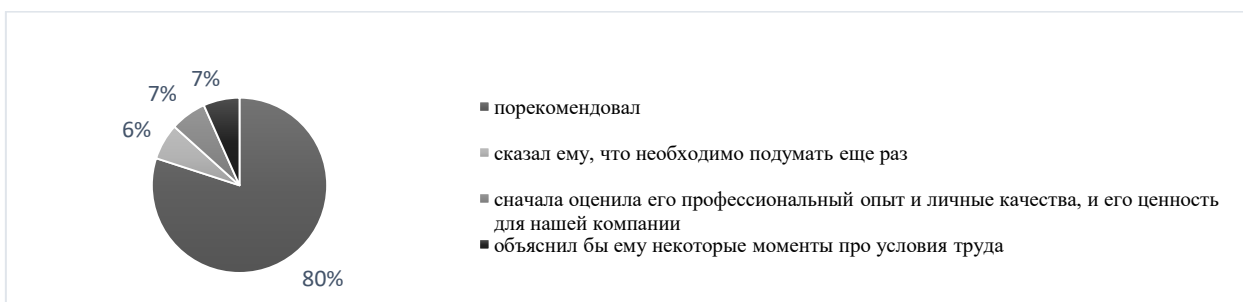 7%
7%
6%
80%
порекомендовал
сказал ему, что необходимо подумать еще раз
сначала оценила его профессиональный опыт и личные качества, и его ценность
для нашей компании
объяснил бы ему некоторые моменты про условия труда